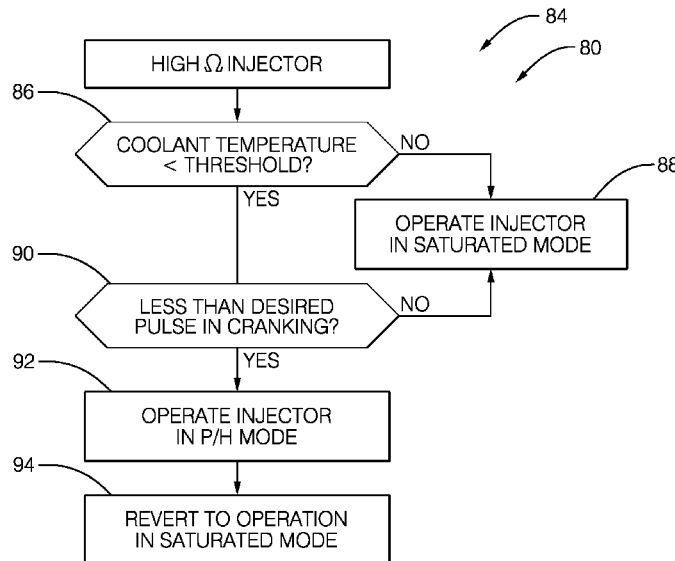 84
80
HIGH Ω INJECTOR
86
COOLANT TEMPERATURE
< THRESHOLD?
NO
YES
88
OPERATE INJECTOR
IN SATURATED MODE
90
LESS THAN DESIRED
PULSE IN CRANKING?
NO
YES
92
OPERATE INJECTOR
IN P/H MODE
94
REVERT TO OPERATION
IN SATURATED MODE